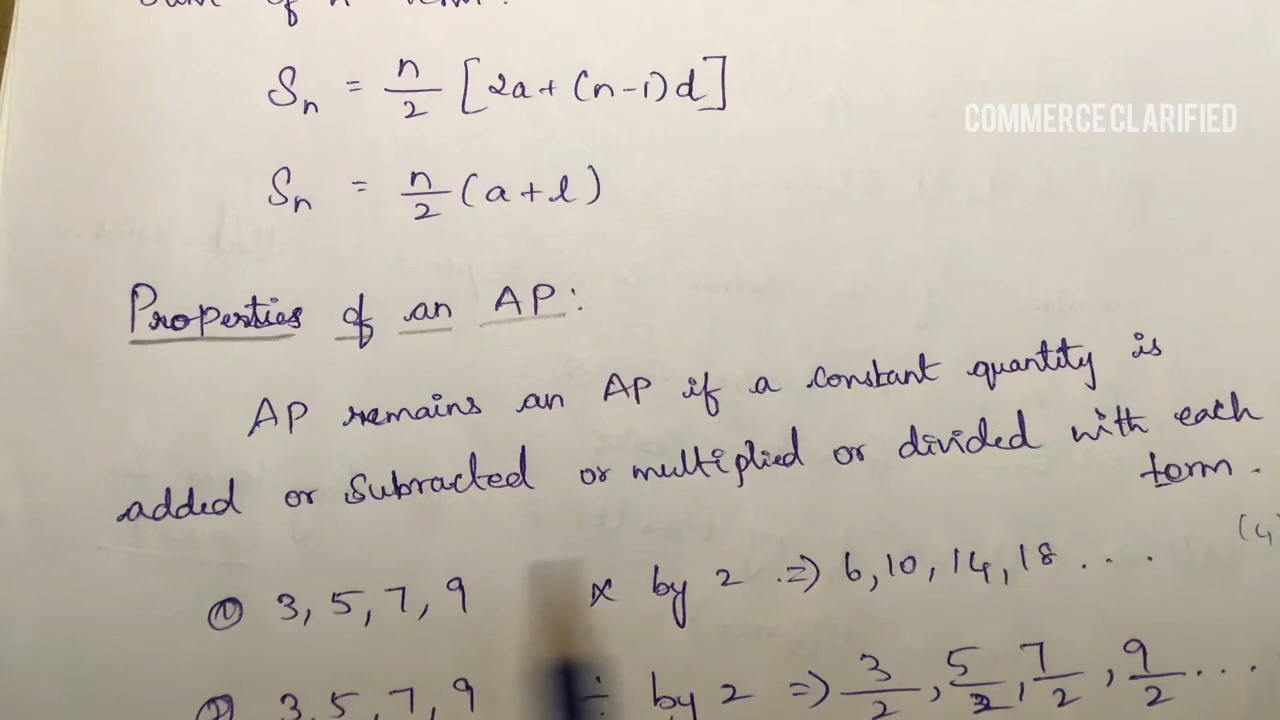 of n term.
Sn = n/2 [2a + (n-1)d]
COMMERCE CLARIFIED
Sn = n/2 (a + l)
Properties of an AP:
AP remains an AP if a constant quantity is
added or Subracted or multiplied or divided with each
term.
① 3, 5, 7, 9 × by 2 ⇒ 6, 10, 14, 18 ...
3, 5, 7, 9 ÷ by 2 ⇒ 3/2, 5/2, 7/2, 9/2 ...